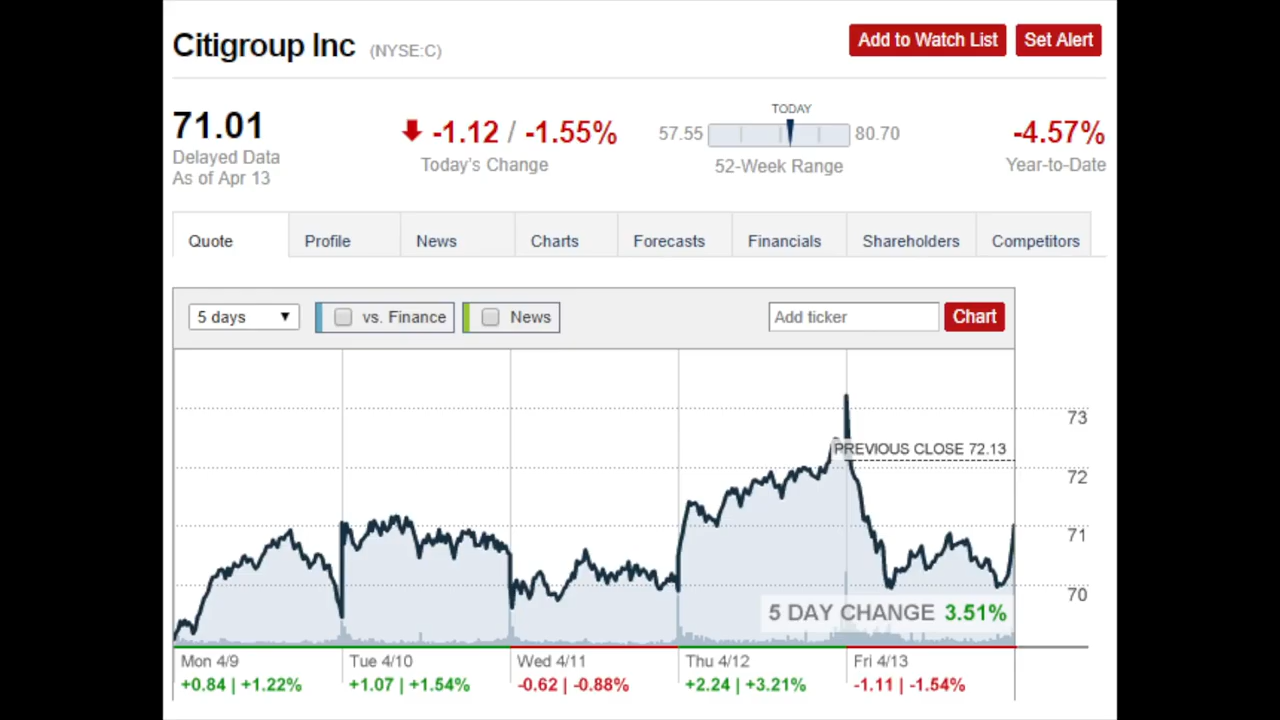 Citigroup Inc (NYSE:C)
Add to Watch List
Set Alert
71.01
Delayed Data
As of Apr 13
-1.12 / -1.55%
Today's Change
TODAY
57.55
80.70
52-Week Range
-4.57%
Year-to-Date
Quote
Profile
News
Charts
Forecasts
Financials
Shareholders
Competitors
5 days
vs. Finance
News
Add ticker
Chart
73
PREVIOUS CLOSE 72.13
72
71
70
5 DAY CHANGE 3.51%
Mon 4/9
+0.84 | +1.22%
Tue 4/10
+1.07 | +1.54%
Wed 4/11
-0.62 | -0.88%
Thu 4/12
+2.24 | +3.21%
Fri 4/13
-1.11 | -1.54%